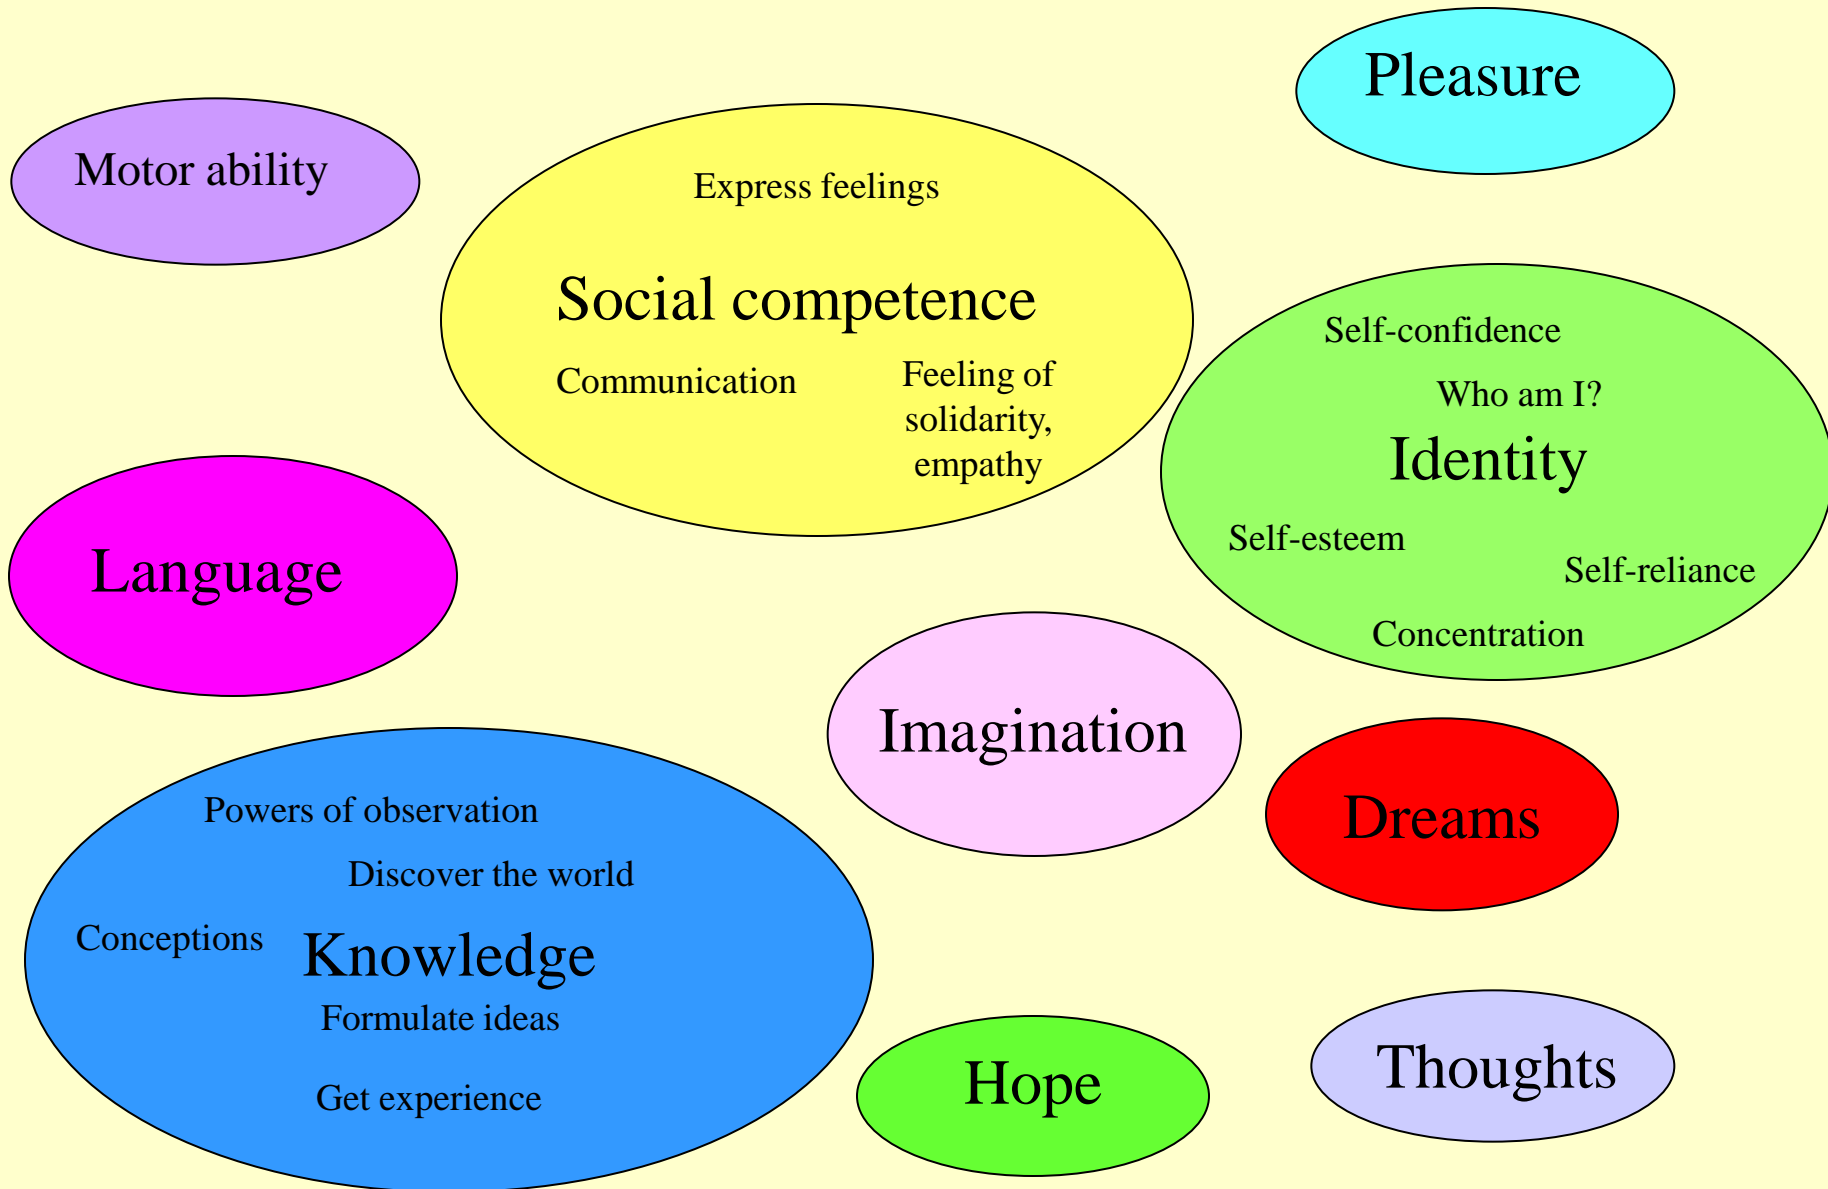 Pleasure
Motor ability
Express feelings
Social competence
Communication
Feeling of
solidarity,
empathy
Self-confidence
Who am I?
Identity
Self-esteem
Self-reliance
Concentration
Language
Imagination
Dreams
Powers of observation
Discover the world
Conceptions
Knowledge
Formulate ideas
Get experience
Hope
Thoughts